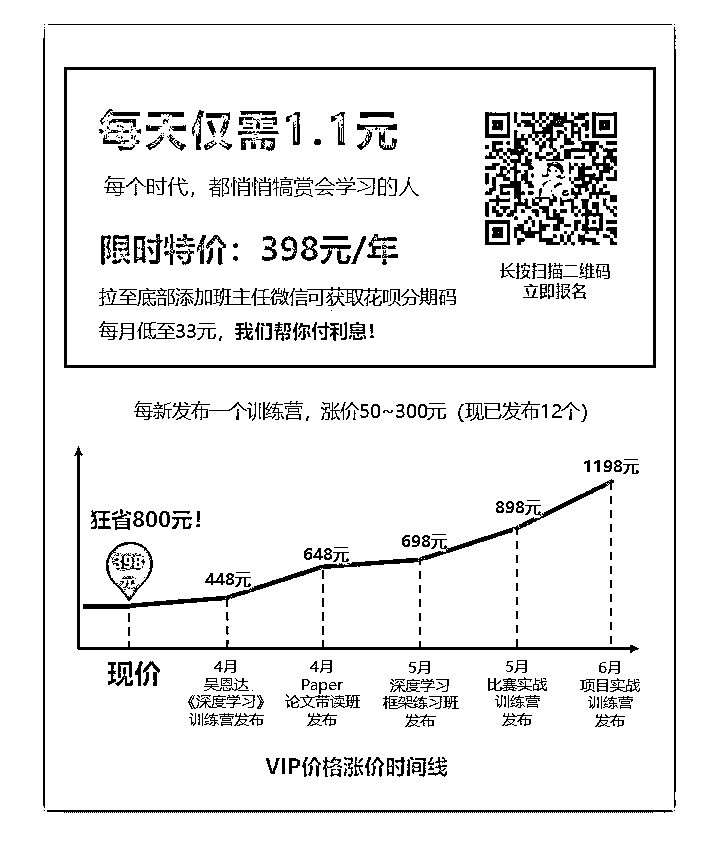 每天仅需1.1元
每个时代，都悄悄犒赏会学习的人
限时特价：398元/年
拉至底部添加班主任微信可获取花呗分期码
每月低至33元，我们帮你付利息！
长按扫描二维码
立即报名
每新发布一个训练营，涨价50~300元（现已发布12个）
狂省800元！
398
元
448元
648元
698元
898元
1198元
现价
4月
吴恩达
《深度学习》
训练营发布
4月
Paper
论文带读班
发布
5月
深度学习
框架练习班
发布
5月
比赛实战
训练营
发布
6月
项目实战
训练营
发布
VIP价格涨价时间线